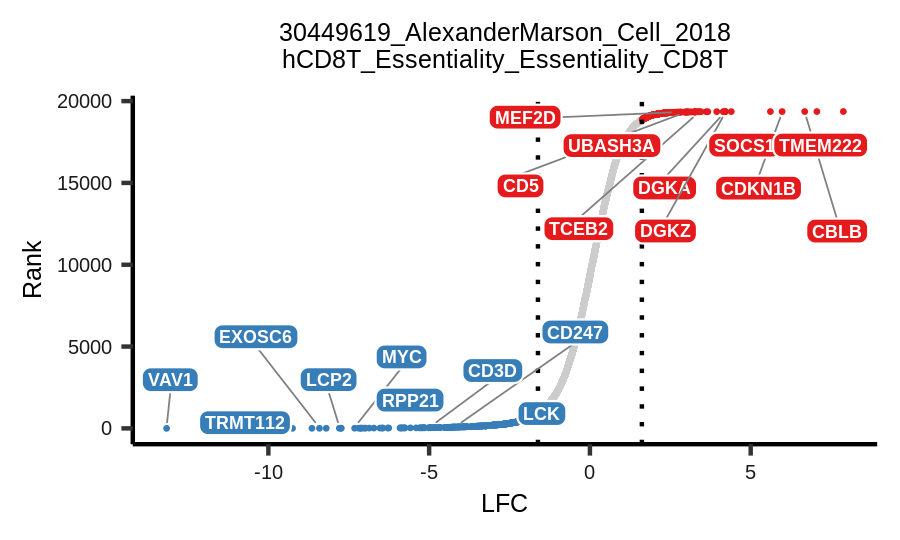 30449619_AlexanderMarson_Cell_2018
hCD8T_Essentiality_Essentiality_CD8T
Rank
20000
15000
10000
5000
0
MEF2D
UBASH3A
SOCS1
TMEM222
CD5
DGKA
CDKN1B
TCEB2
DGKZ
CBLB
EXOSC6
CD247
MYC
VAV1
LCP2
CD3D
RPP21
TRMT112
LCK
-10
-5
0
5
LFC